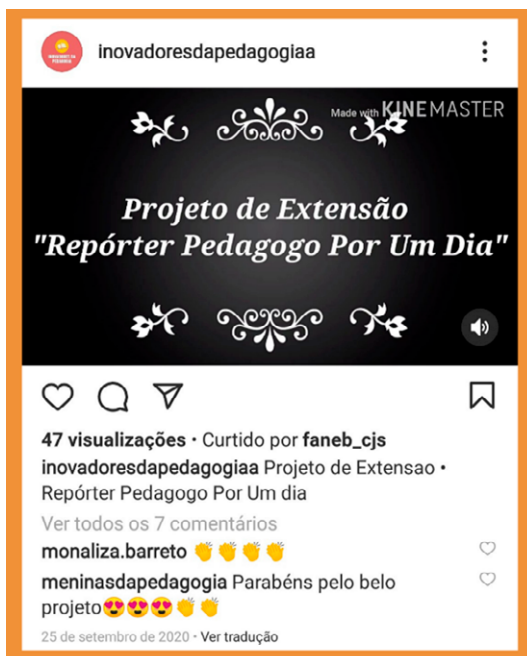 inovadoresdapedagogiaa
Made with KINEMASTER
Projeto de Extensão
"Repórter Pedagogo Por Um Dia"
47 visualizações • Curtido por faneb_cjs
inovadoresdapedagogiaa Projeto de Extensao •
Repórter Pedagogo Por Um dia
Ver todos os 7 comentários
monaliza.barreto 👏👏👏👏
meninasdapedagogia Parabéns pelo belo
projeto😍😍😍👏👏
25 de setembro de 2020 • Ver tradução